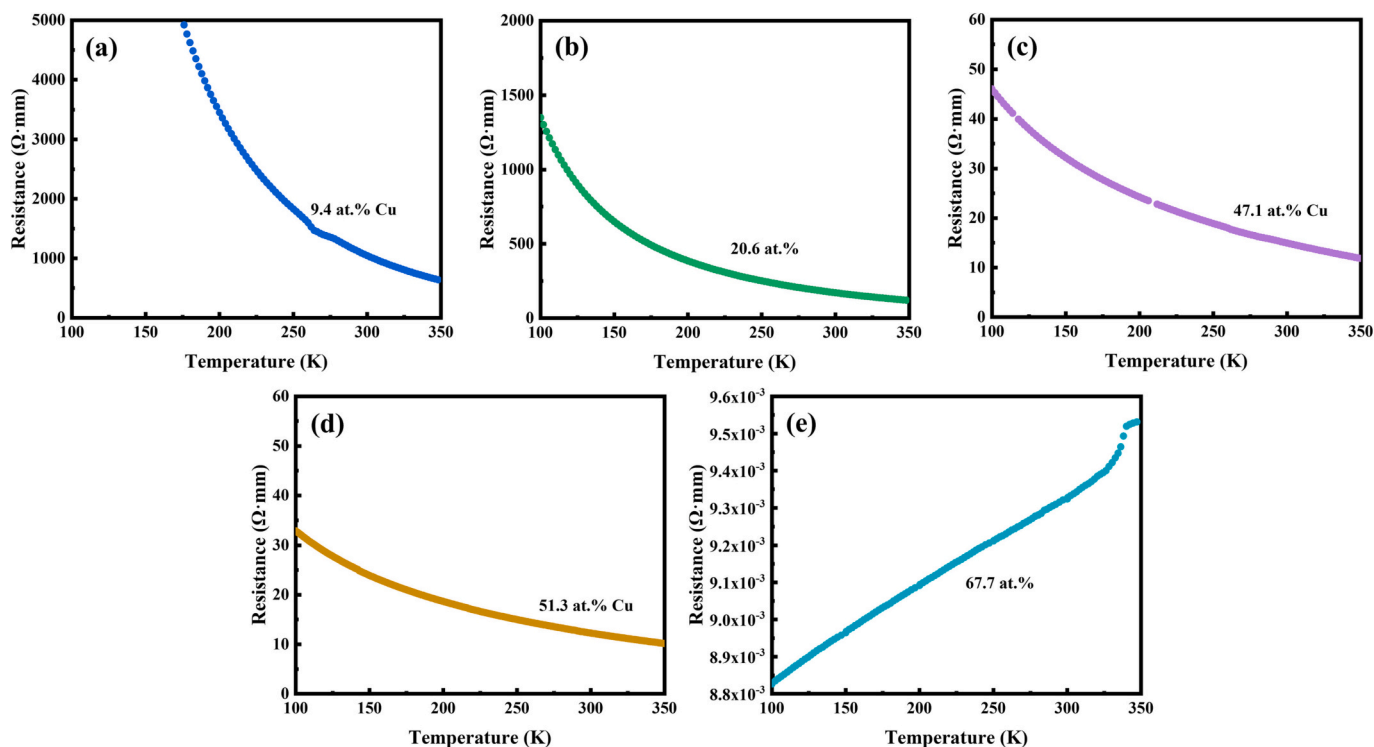 (a)
Resistance (Ω·mm)
5000
4000
3000
2000
1000
0
9.4 at.% Cu
100 150 200 250 300 350
Temperature (K)
(b)
Resistance (Ω·mm)
2000
1500
1000
500
0
20.6 at.%
100 150 200 250 300 350
Temperature (K)
(c)
Resistance (Ω·mm)
60
50
40
30
20
10
0
47.1 at.% Cu
100 150 200 250 300 350
Temperature (K)
(d)
Resistance (Ω·mm)
60
50
40
30
20
10
0
51.3 at.% Cu
100 150 200 250 300 350
Temperature (K)
(e)
Resistance (Ω·mm)
9.6x10⁻³
9.5x10⁻³
9.4x10⁻³
9.3x10⁻³
9.2x10⁻³
9.1x10⁻³
9.0x10⁻³
8.9x10⁻³
8.8x10⁻³
67.7 at.%
100 150 200 250 300 350
Temperature (K)